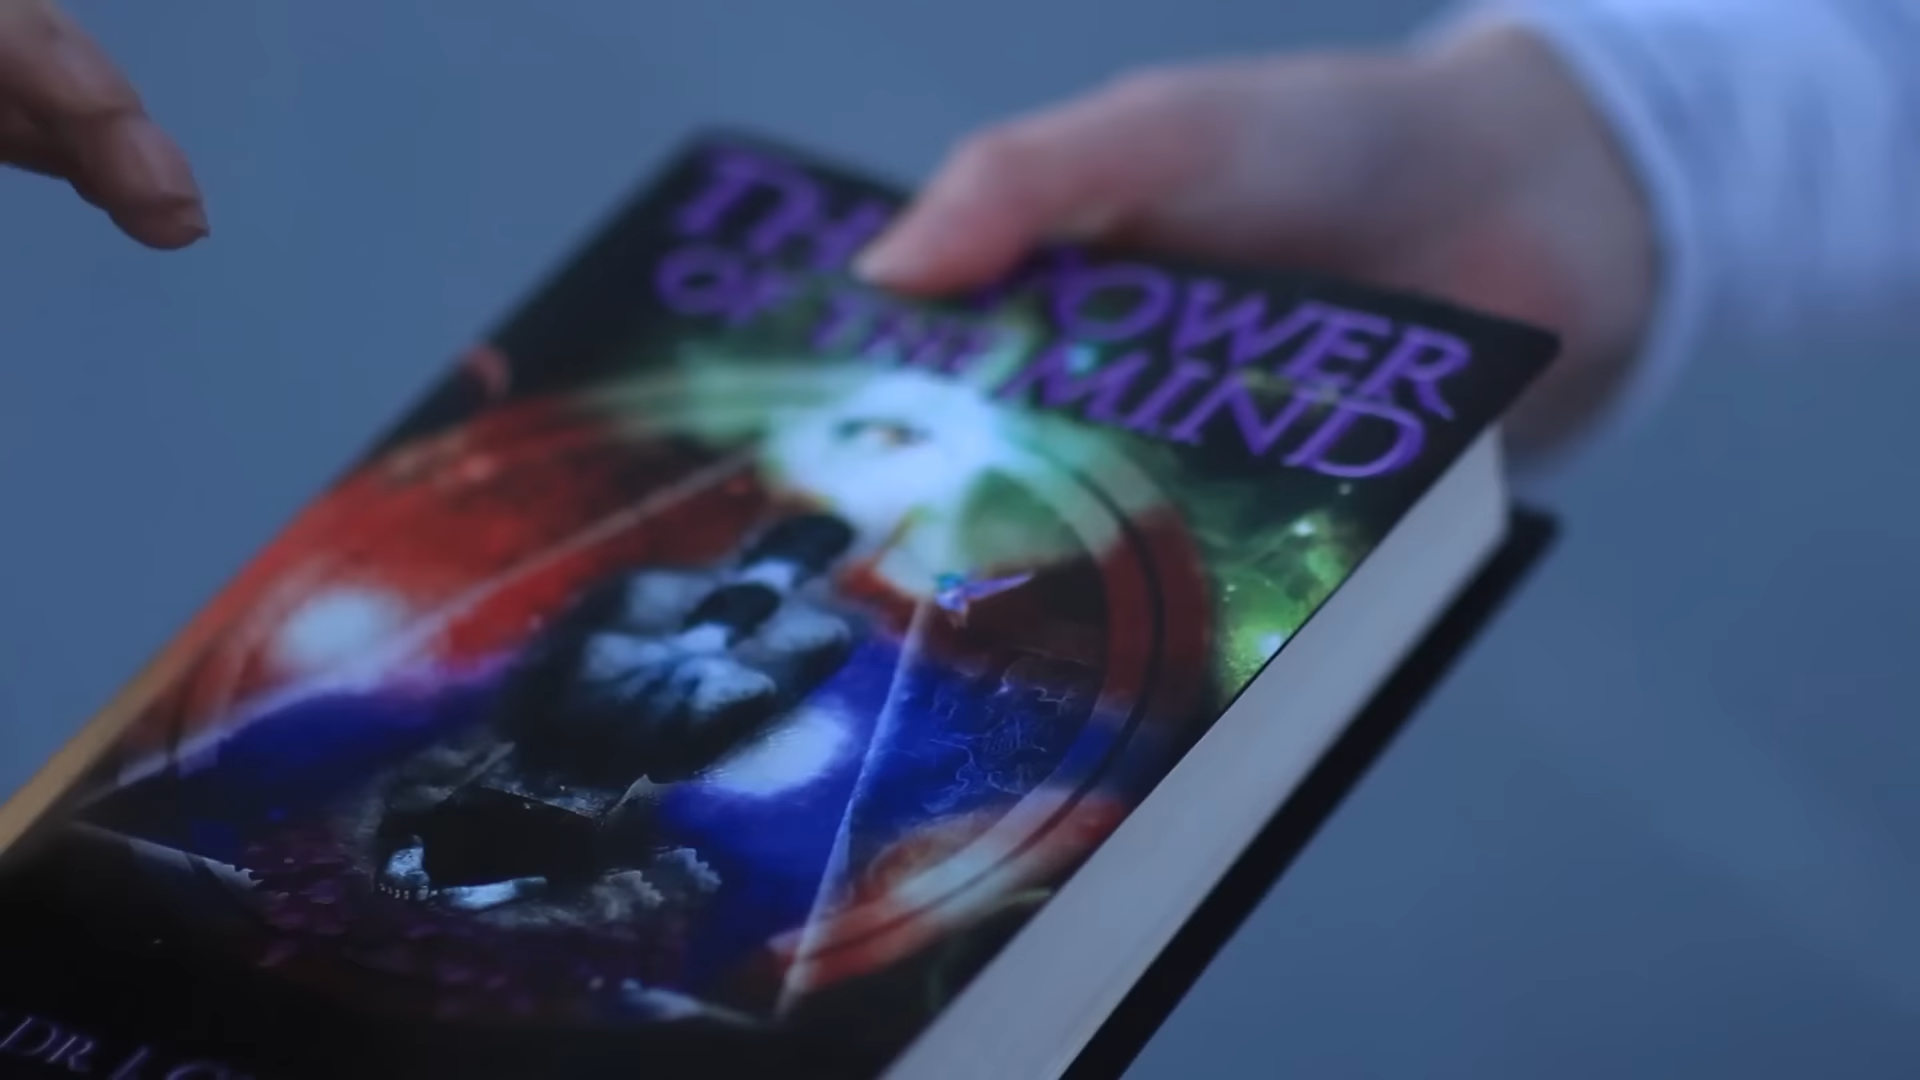 THE POWER
OF THE MIND
DR J. C